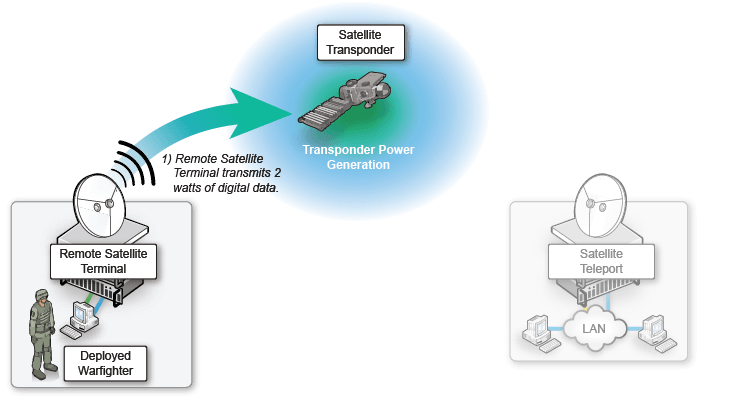 Satellite
Transponder
Transponder Power
Generation
1) Remote Satellite
Terminal transmits 2
watts of digital data.
Remote Satellite
Terminal
Deployed
Warfighter
Satellite
Teleport
LAN